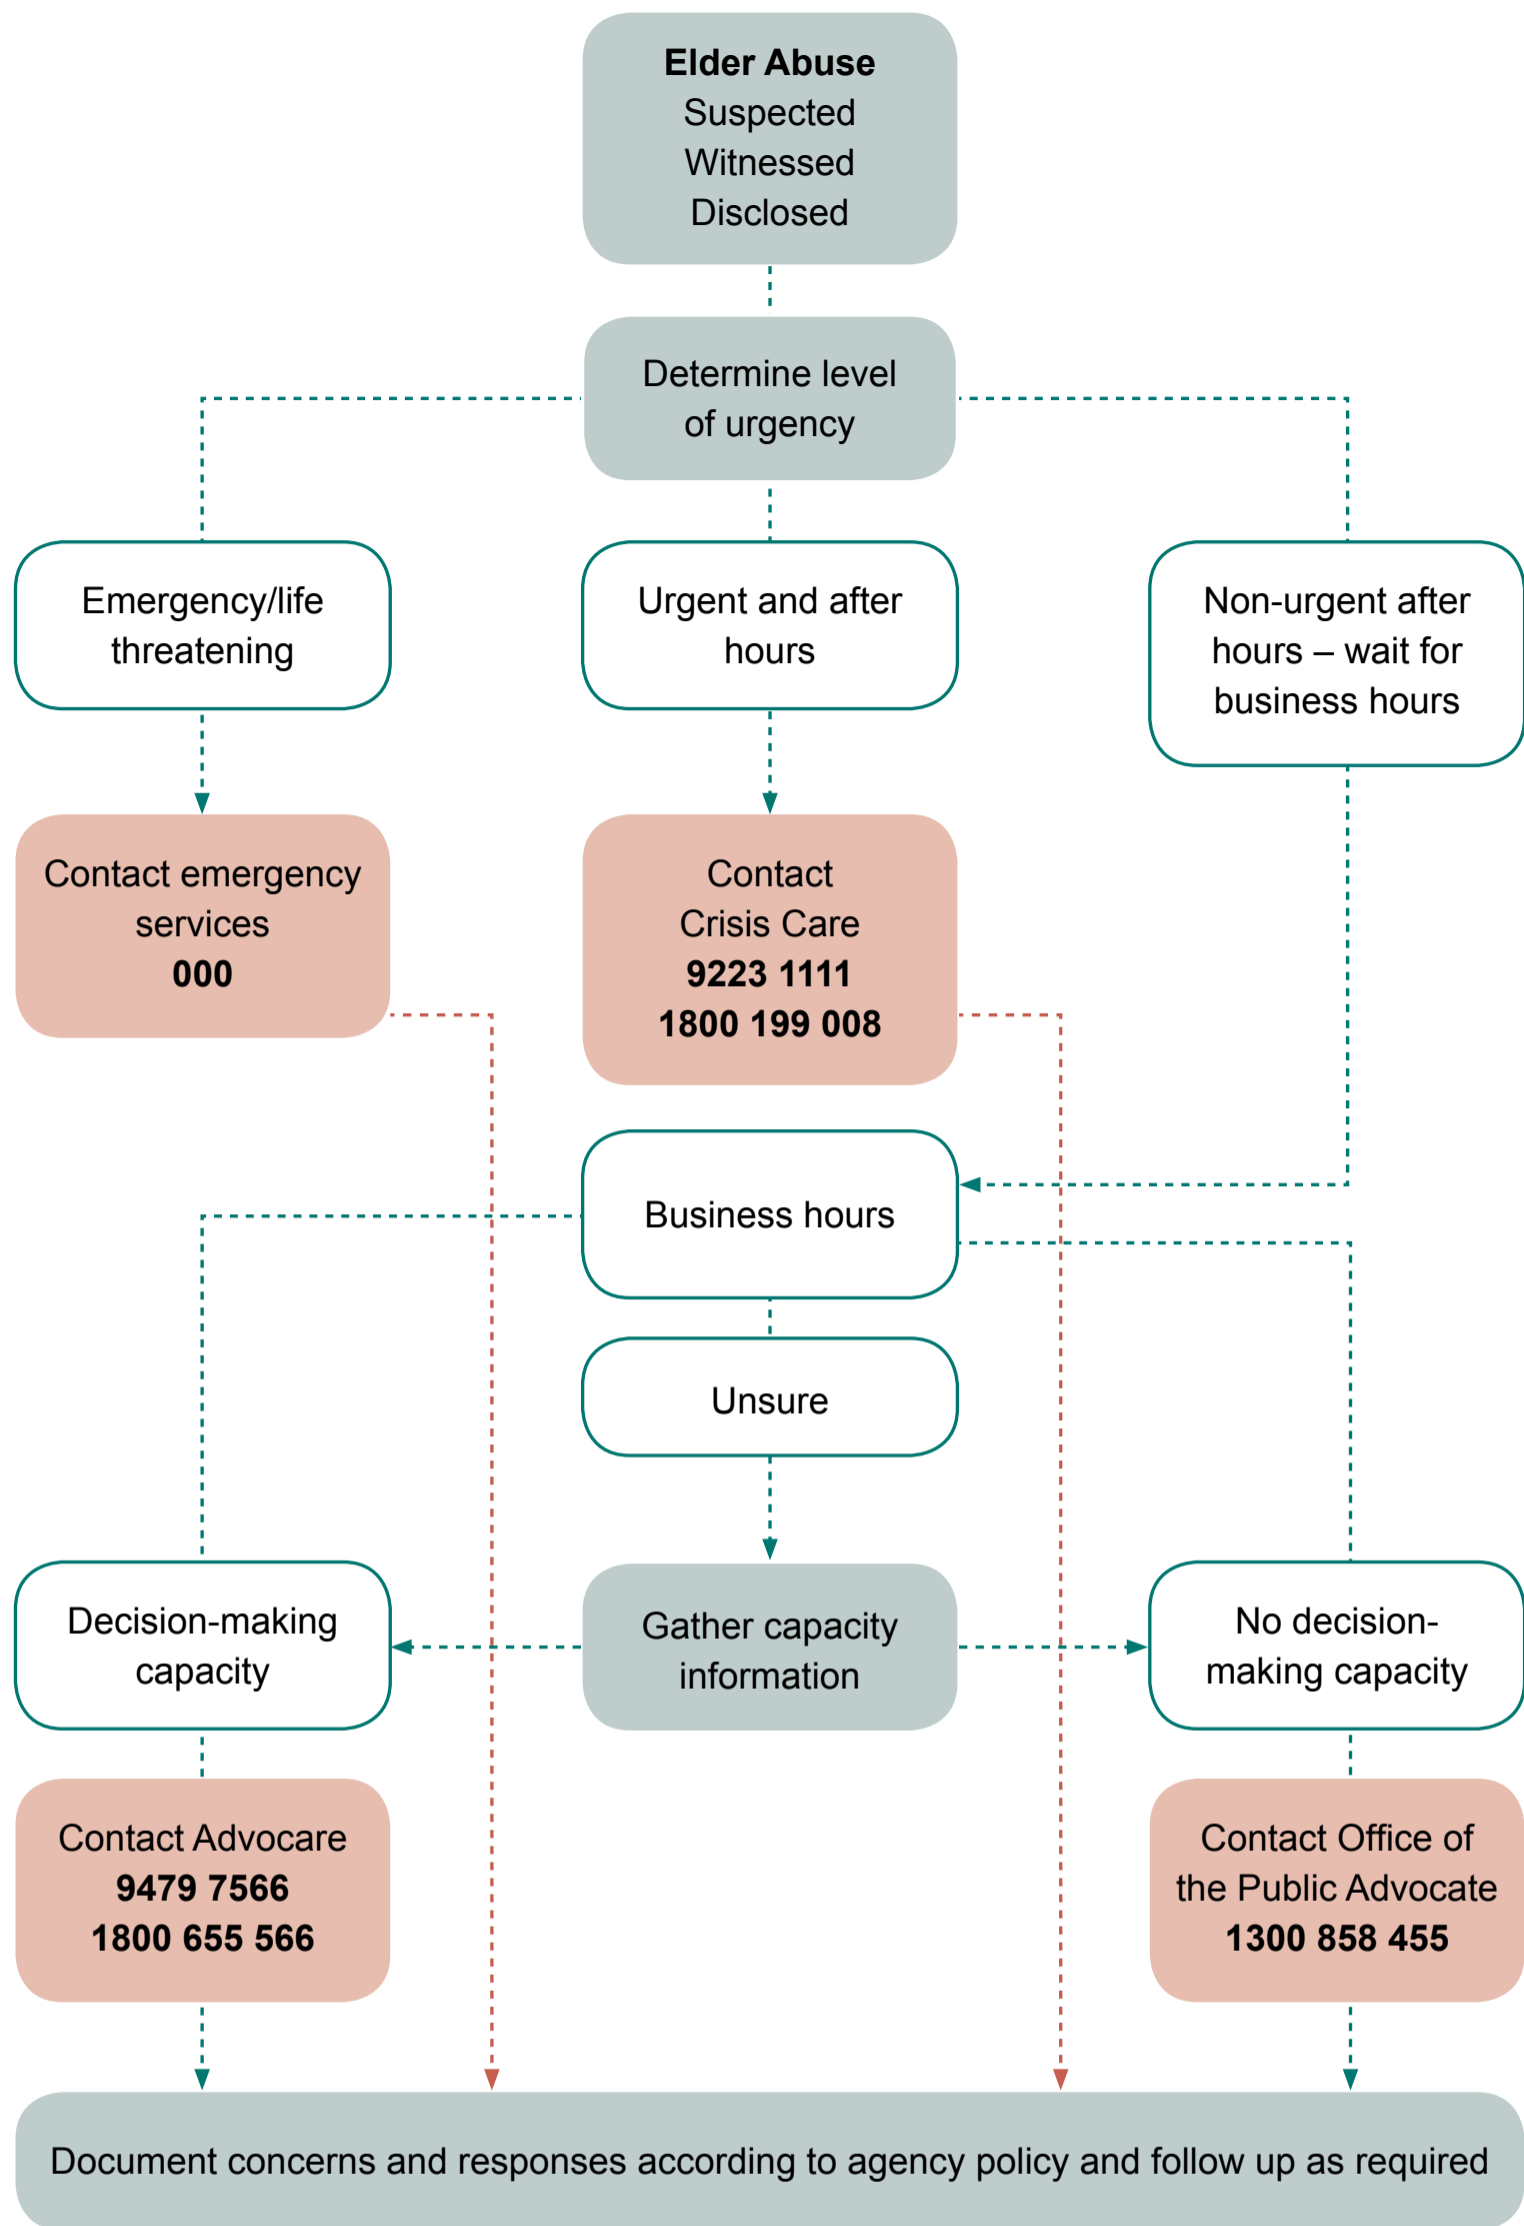 Elder Abuse
Suspected
Witnessed
Disclosed
Determine level
of urgency
Emergency/life
threatening
Urgent and after
hours
Non-urgent after
hours – wait for
business hours
Contact emergency
services
000
Contact
Crisis Care
9223 1111
1800 199 008
Business hours
Unsure
Decision-making
capacity
Gather capacity
information
No decision-
making capacity
Contact Advocare
9479 7566
1800 655 566
Contact Office of
the Public Advocate
1300 858 455
Document concerns and responses according to agency policy and follow up as required